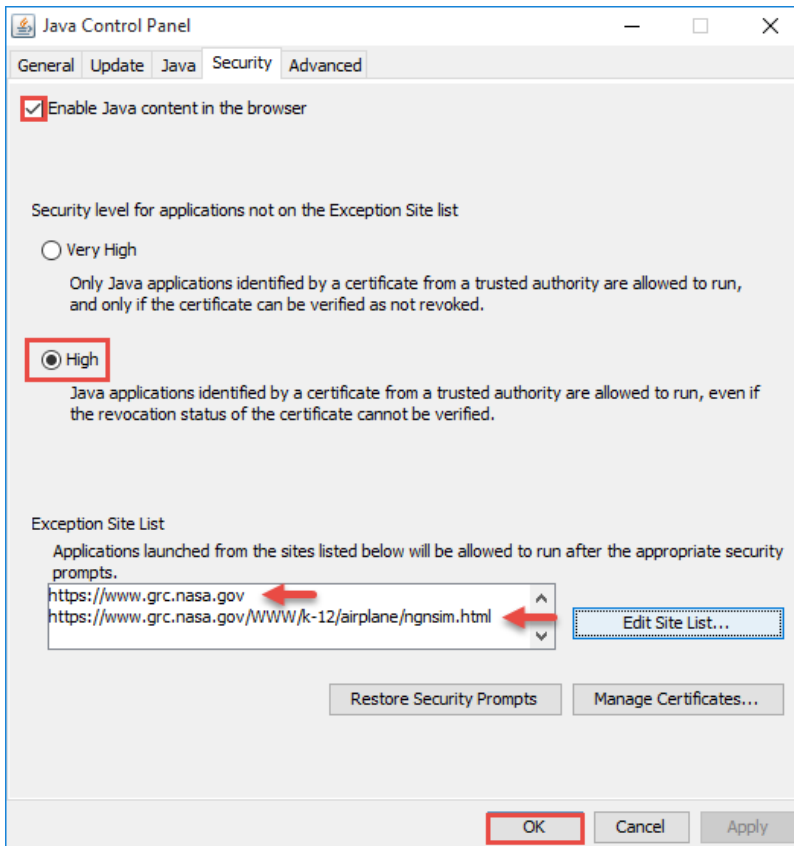 Java Control Panel
General Update Java Security Advanced
Enable Java content in the browser
Security level for applications not on the Exception Site list
Very High
Only Java applications identified by a certificate from a trusted authority are allowed to run,
and only if the certificate can be verified as not revoked.
High
Java applications identified by a certificate from a trusted authority are allowed to run, even if
the revocation status of the certificate cannot be verified.
Exception Site List
Applications launched from the sites listed below will be allowed to run after the appropriate security
prompts.
https://www.grc.nasa.gov
https://www.grc.nasa.gov/WWW/k-12/airplane/ngnsim.html
Edit Site List...
Restore Security Prompts Manage Certificates...
OK Cancel Apply